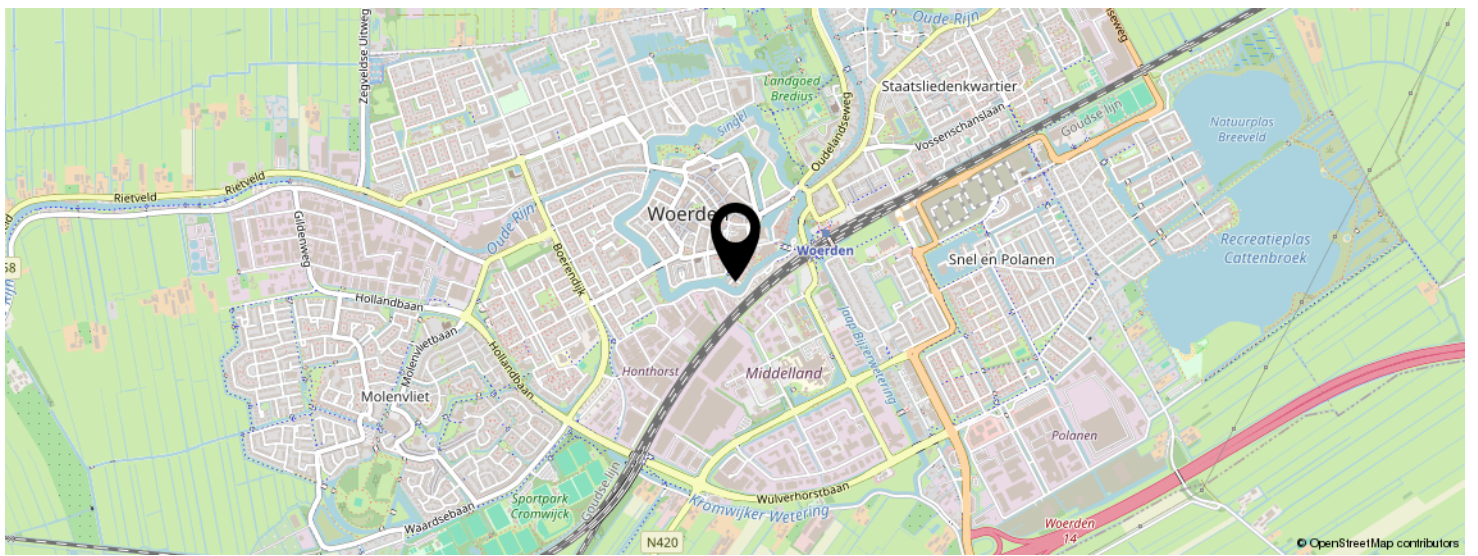 Oude Rijn
Zegveldse Uitweg
Landgoed
Bredius
Staatsliedenkwartier
Oudelandseweg
Goudse lijn
Vossenschanslaan
Singel
Natuurplas
Breeveld
Rietveld
Rietveld
Woerden
Gildenweg
Oude Rijn
Boerendijk
Woerden
Snel en Polanen
Recreatieplas
Cattenbroek
Hollandbaan
Jaap Bijzerwetering
Molenvlietbaan
Hollandbaan
Honthorst
Middelland
Molenvliet
Polanen
Goudse lijn
Sportpark
Cromwijck
Wulverhorstbaan
Kromwijker Wetering
Waardsebaan
N420
Woerden
14
© OpenStreetMap contributors